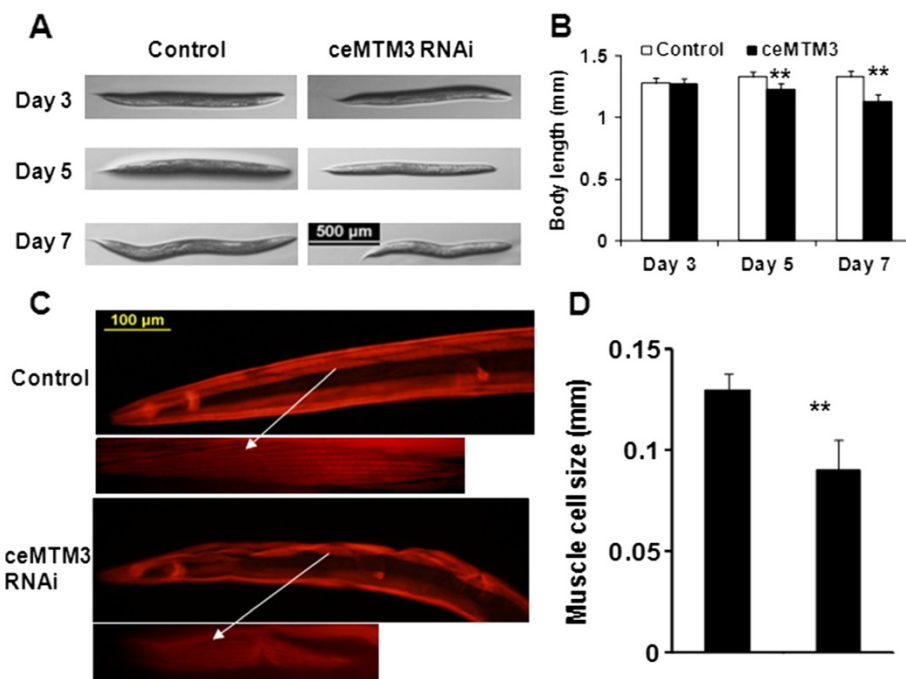 A
Control
ceMTM3 RNAi
Day 3
Day 5
Day 7
500 µm
B
Control
ceMTM3
Body length (mm)
1.5
1
1.5
0
**
**
Day 3
Day 5
Day 7
C
100 µm
Control
ceMTM3
RNAi
D
Muscle cell size (mm)
0.15
0.1
0.05
0
**